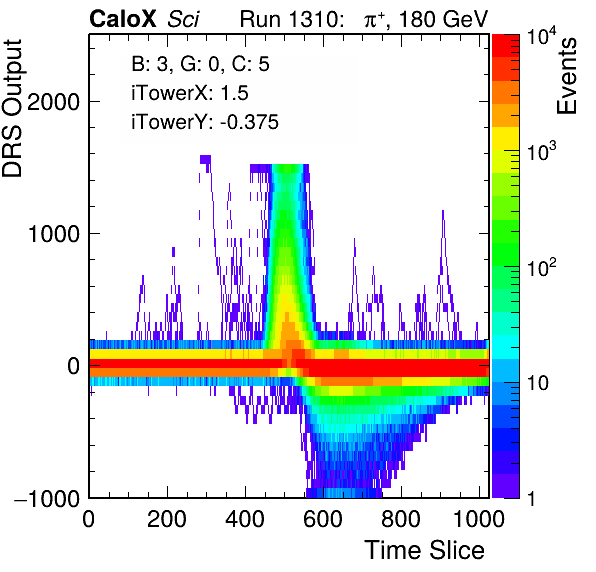 CaloX Sci Run 1310: π⁺, 180 GeV
B: 3, G: 0, C: 5
iTowerX: 1.5
iTowerY: -0.375
DRS Output
2000
1000
0
−1000
0 200 400 600 800 1000
Time Slice
Events
10⁴
10³
10²
10
1